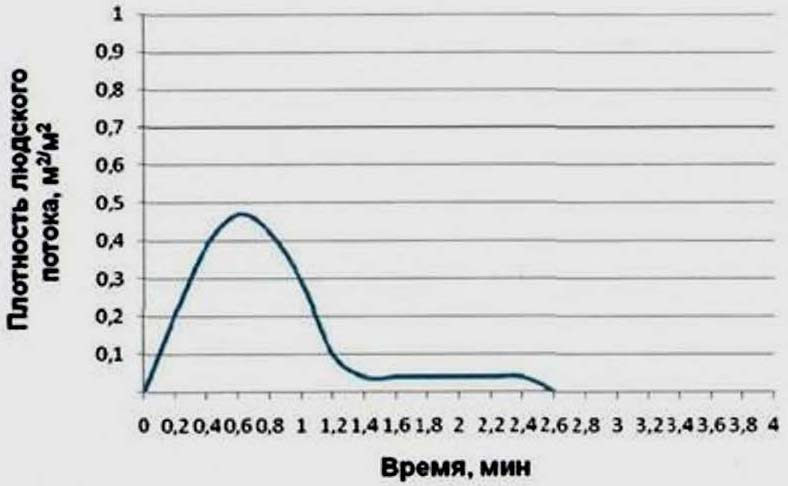 Плотность людского
потока, м²/м²
1
0,9
0,8
0,7
0,6
0,5
0,4
0,3
0,2
0,1
0 0,2 0,4 0,6 0,8 1 1,2 1,4 1,6 1,8 2 2,2 2,4 2,6 2,8 3 3,2 3,4 3,6 3,8 4
Время, мин